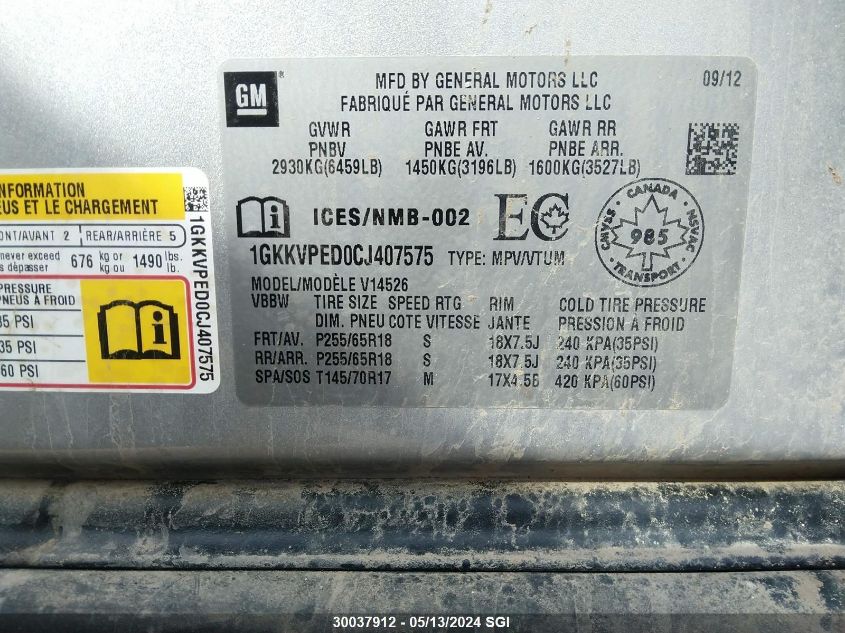 GM
MFD BY GENERAL MOTORS LLC
FABRIQUÉ PAR GENERAL MOTORS LLC
09/12
GVWR GAWR FRT GAWR RR
PNBV PNBE AV. PNBE ARR.
2930KG(6459LB) 1450KG(3196LB) 1600KG(3527LB)
ICES/NMB-002
EC
1GKKVPED0CJ407575 TYPE: MPV/VTUM
CANADA
SVACNA NSVAC
985
TRANSPORT
MODEL/MODÈLE V14526
VBBW TIRE SIZE SPEED RTG RIM COLD TIRE PRESSURE
DIM. PNEU COTE VITESSE JANTE PRESSION À FROID
FRT/AV. P255/65R18 S 18X7.5J 240 KPA(35PSI)
RR/ARR. P255/65R18 S 18X7.5J 240 KPA(35PSI)
SPA/SOS T145/70R17 M 17X4.5B 420 KPA(60PSI)
INFORMATION
EUS ET LE CHARGEMENT
ONT/AVANT 2 REAR/ARRIÈRE 5
never exceed 676 kg or 1490 lbs.
dépasser kg ou lb.
PRESSURE
PNEUS À FROID
35 PSI
35 PSI
60 PSI
1GKKVPED0CJ407575
30037912 - 05/13/2024 SGI